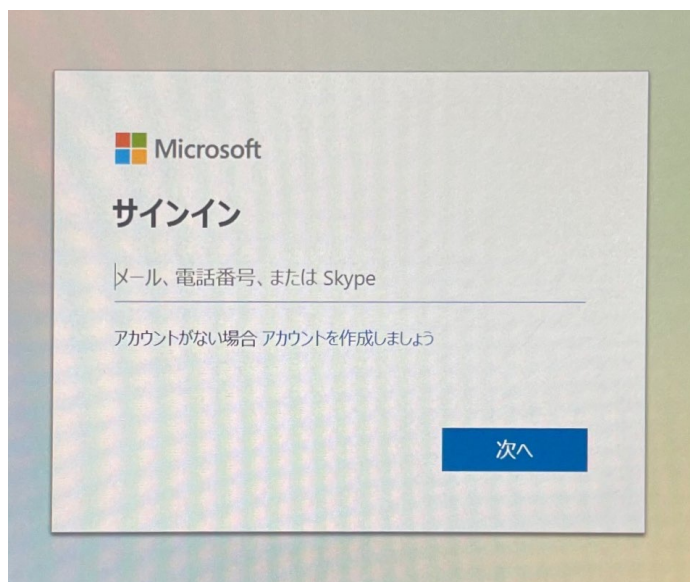 Microsoft
サインイン
メール、電話番号、または Skype
アカウントがない場合 アカウントを作成しましょう
次へ